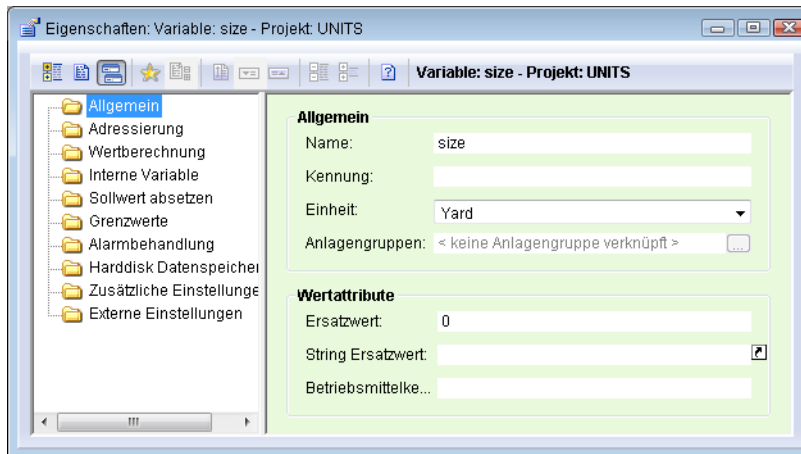 Eigenschaften: Variable: size - Projekt: UNITS
Variable: size - Projekt: UNITS
Allgemein
Adressierung
Wertberechnung
Interne Variable
Sollwert absetzen
Grenzwerte
Alarmbehandlung
Harddisk Datenspeicher
Zusätzliche Einstellunge
Externe Einstellungen
Allgemein
Name: size
Kennung:
Einheit: Yard
Anlagengruppen: < keine Anlagengruppe verknüpft > ...
Wertattribute
Ersatzwert: 0
String Ersatzwert:
Betriebsmittelke...